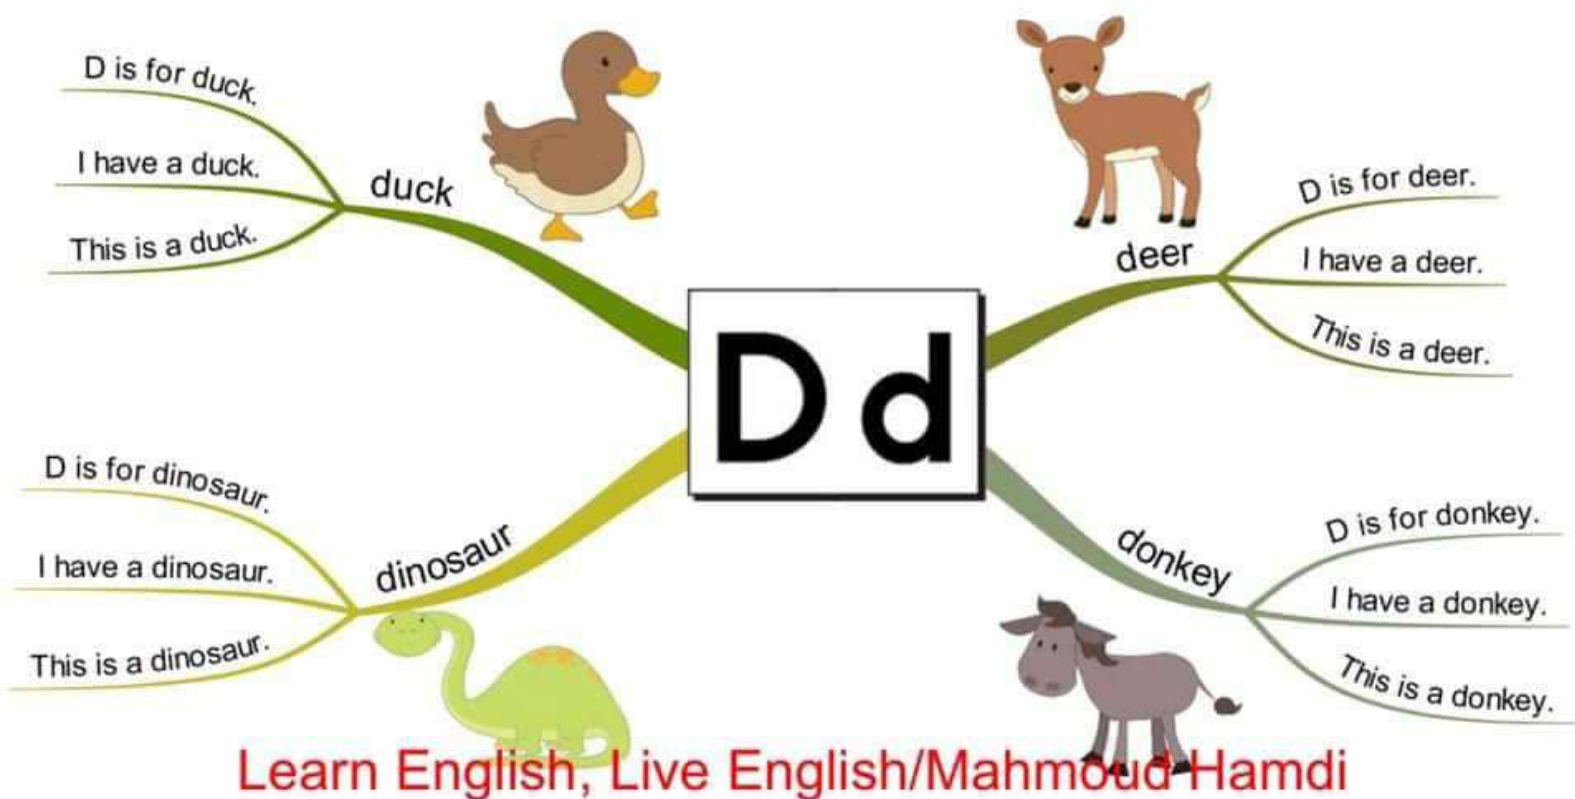 D is for duck.
I have a duck.
This is a duck.
duck
D is for deer.
I have a deer.
This is a deer.
deer
D d
D is for dinosaur.
I have a dinosaur.
This is a dinosaur.
dinosaur
D is for donkey.
I have a donkey.
This is a donkey.
donkey
Learn English, Live English/Mahmoud Hamdi